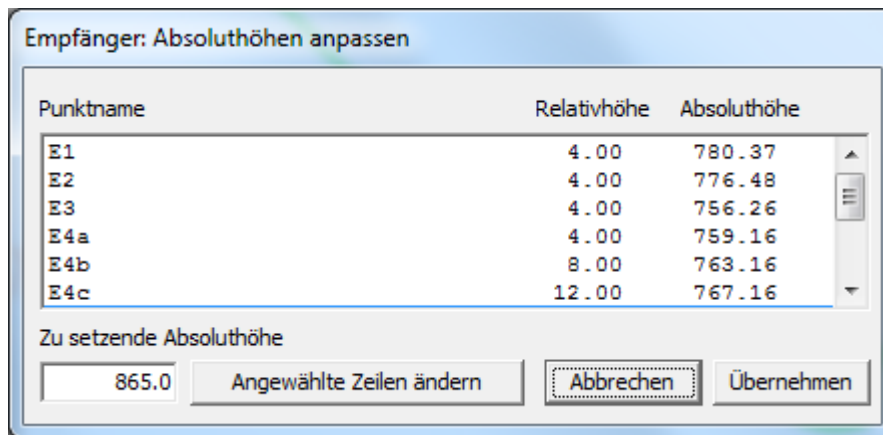 Empfänger: Absoluthöhen anpassen
Punktname Relativhöhe Absoluthöhe
E1 4.00 780.37
E2 4.00 776.48
E3 4.00 756.26
E4a 4.00 759.16
E4b 8.00 763.16
E4c 12.00 767.16
Zu setzende Absoluthöhe
865.0 Angewählte Zeilen ändern Abbrechen Übernehmen